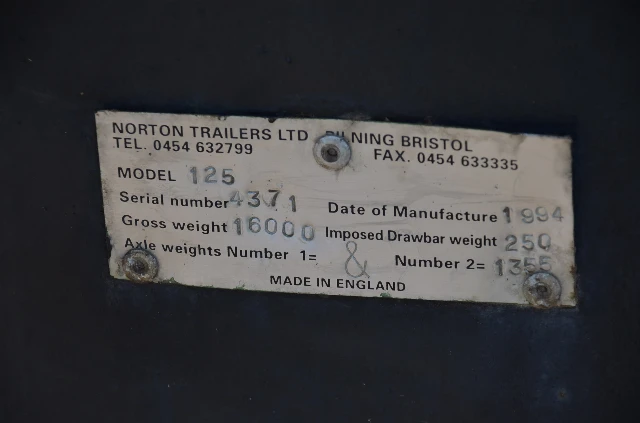 NORTON TRAILERS LTD PILNING BRISTOL
TEL. 0454 632799 FAX. 0454 633335
MODEL 125
Serial number 4371 Date of Manufacture 1994
Gross weight 16000 Imposed Drawbar weight 250
Axle weights Number 1= & Number 2= 1355
MADE IN ENGLAND